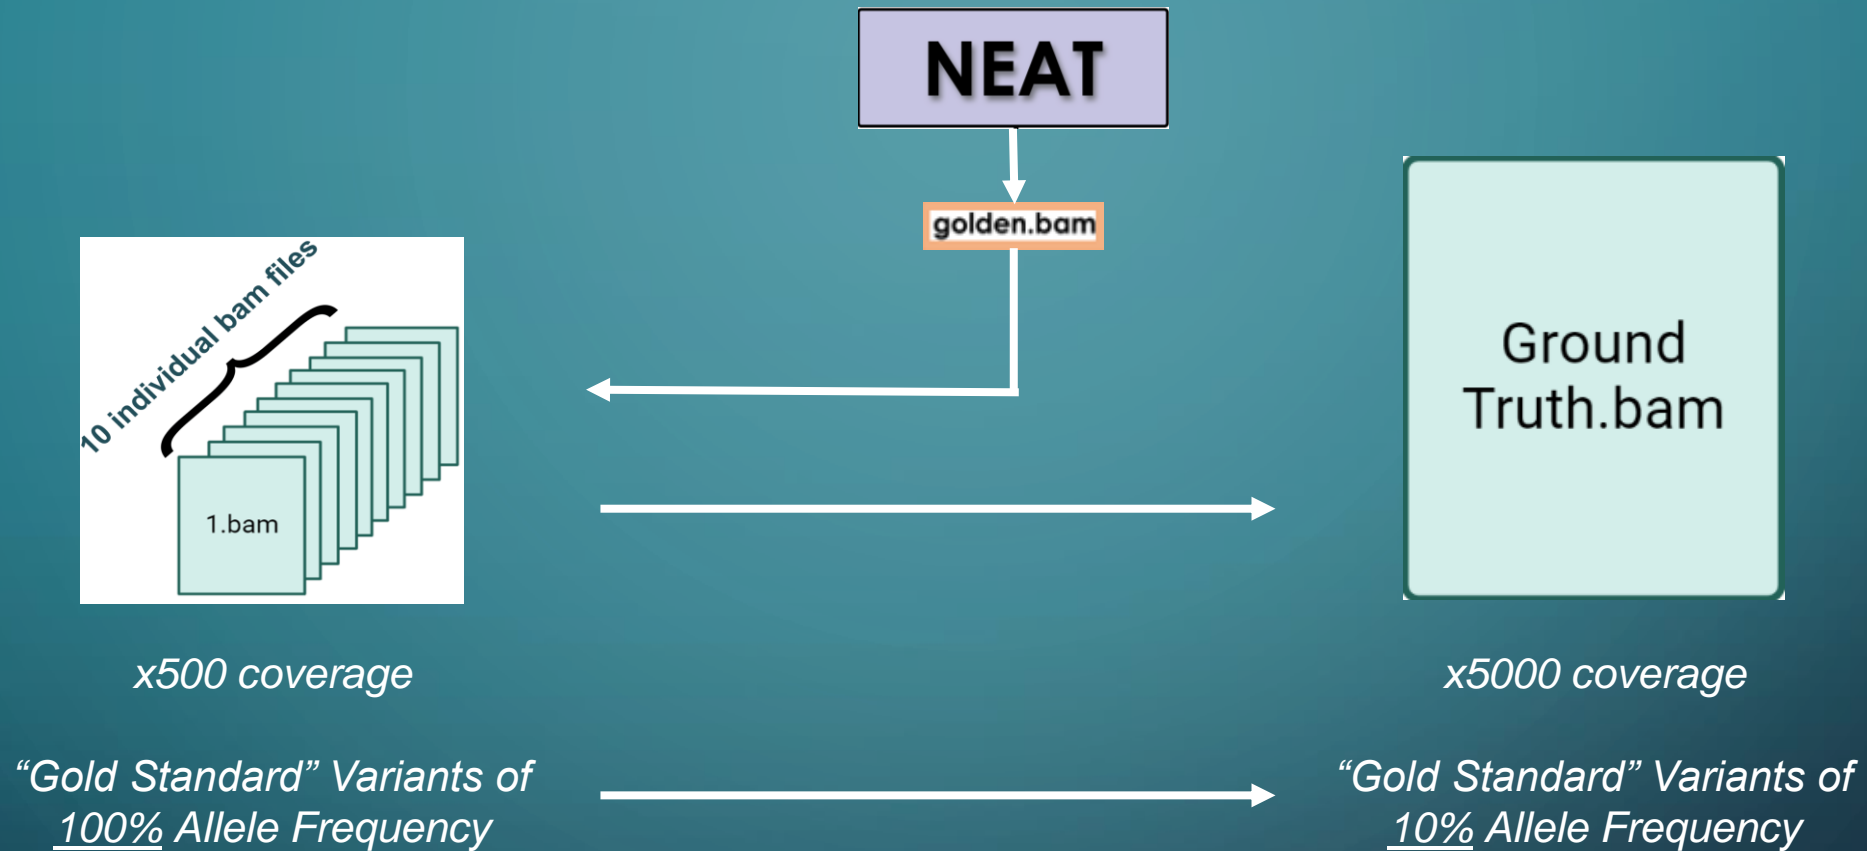 NEAT
golden.bam
10 individual bam files
1.bam
Ground
Truth.bam
x500 coverage
x5000 coverage
“Gold Standard” Variants of
100% Allele Frequency
“Gold Standard” Variants of
10% Allele Frequency